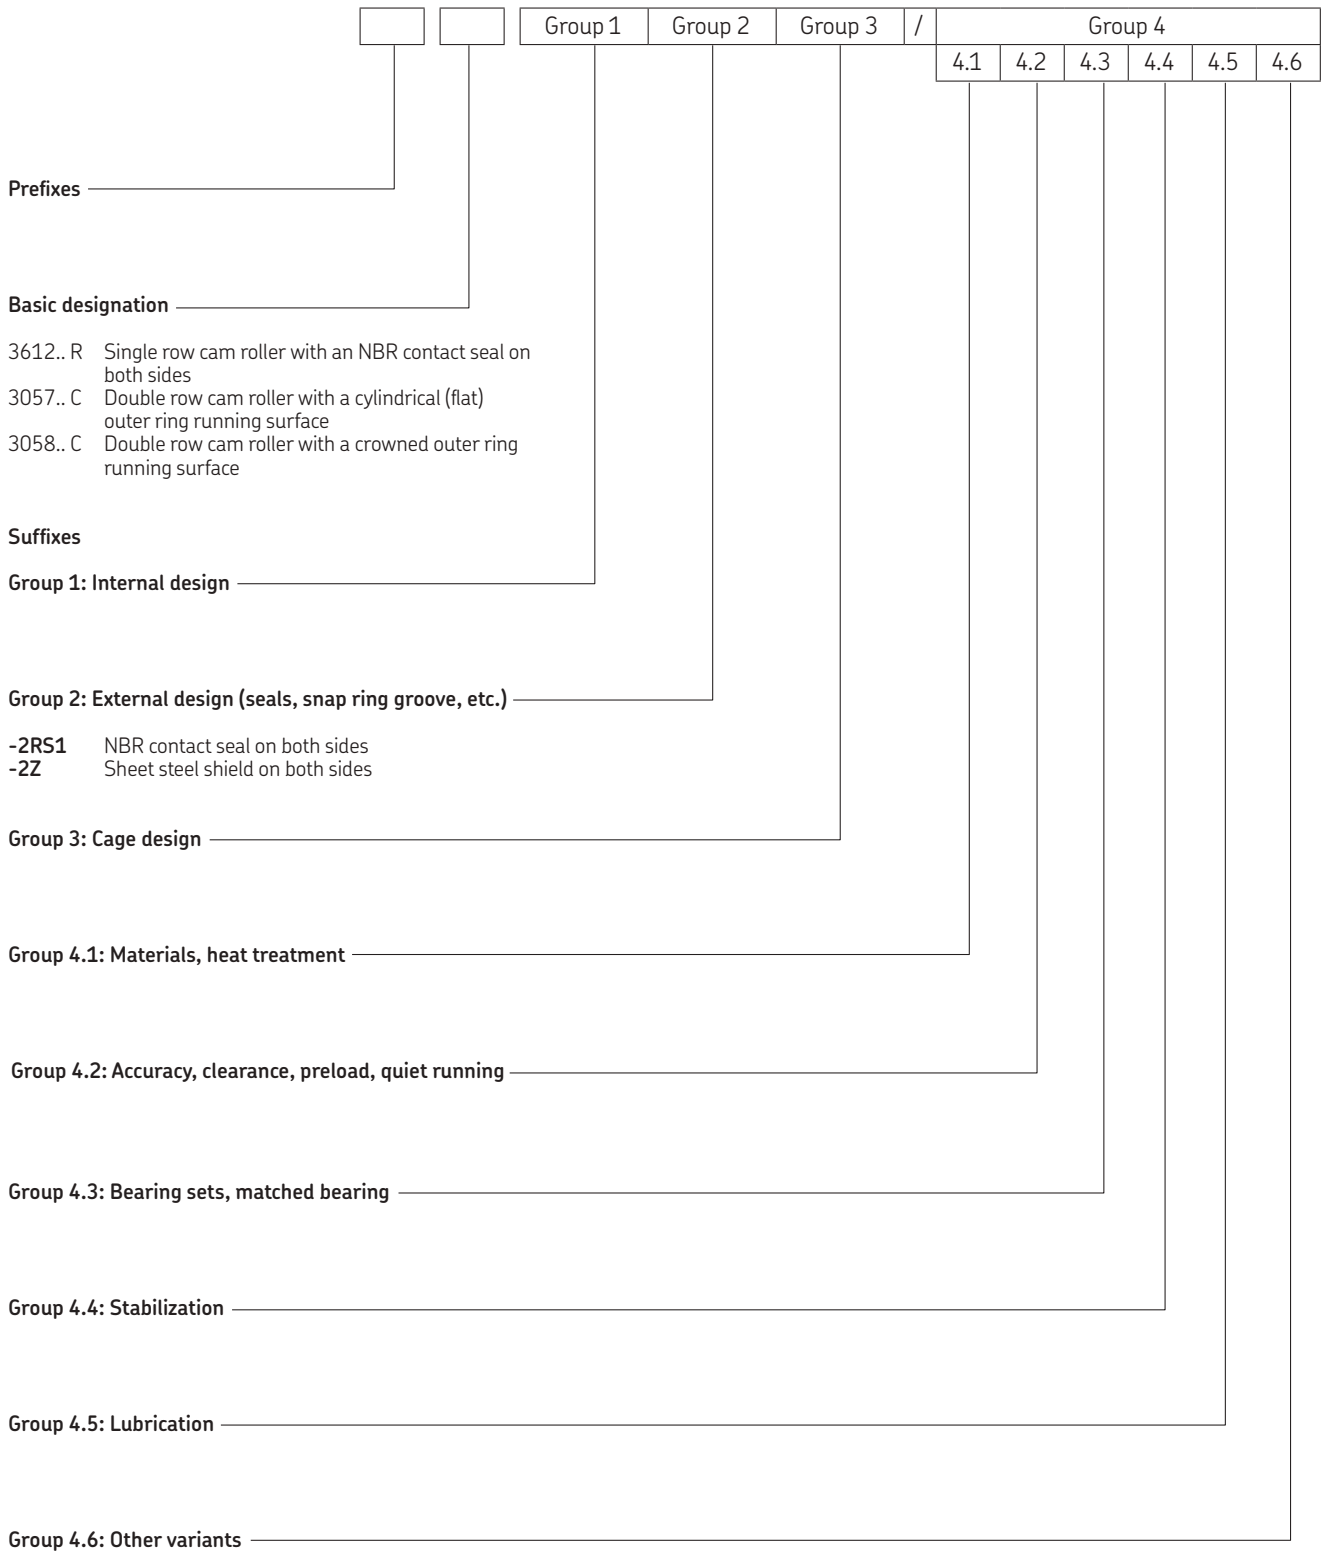 Group 1 Group 2 Group 3 / Group 4
4.1 4.2 4.3 4.4 4.5 4.6
Prefixes
Basic designation
3612.. R Single row cam roller with an NBR contact seal on
both sides
3057.. C Double row cam roller with a cylindrical (flat)
outer ring running surface
3058.. C Double row cam roller with a crowned outer ring
running surface
Suffixes
Group 1: Internal design
Group 2: External design (seals, snap ring groove, etc.)
-2RS1 NBR contact seal on both sides
-2Z Sheet steel shield on both sides
Group 3: Cage design
Group 4.1: Materials, heat treatment
Group 4.2: Accuracy, clearance, preload, quiet running
Group 4.3: Bearing sets, matched bearing
Group 4.4: Stabilization
Group 4.5: Lubrication
Group 4.6: Other variants